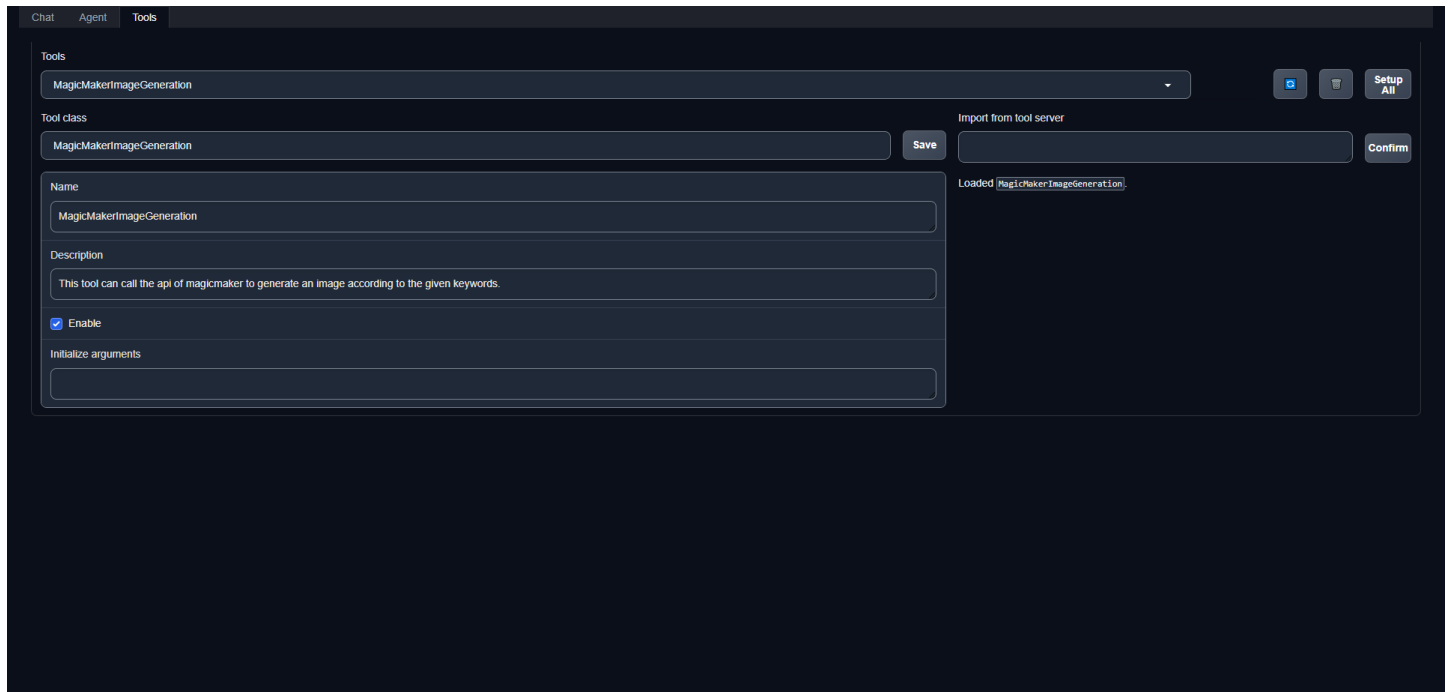 Chat Agent Tools
Tools
MagicMakerImageGeneration
Setup
All
Tool class
MagicMakerImageGeneration
Save
Import from tool server
Confirm
Name
MagicMakerImageGeneration
Description
This tool can call the api of magicmaker to generate an image according to the given keywords.
Enable
Initialize arguments
Loaded MagicMakerImageGeneration.